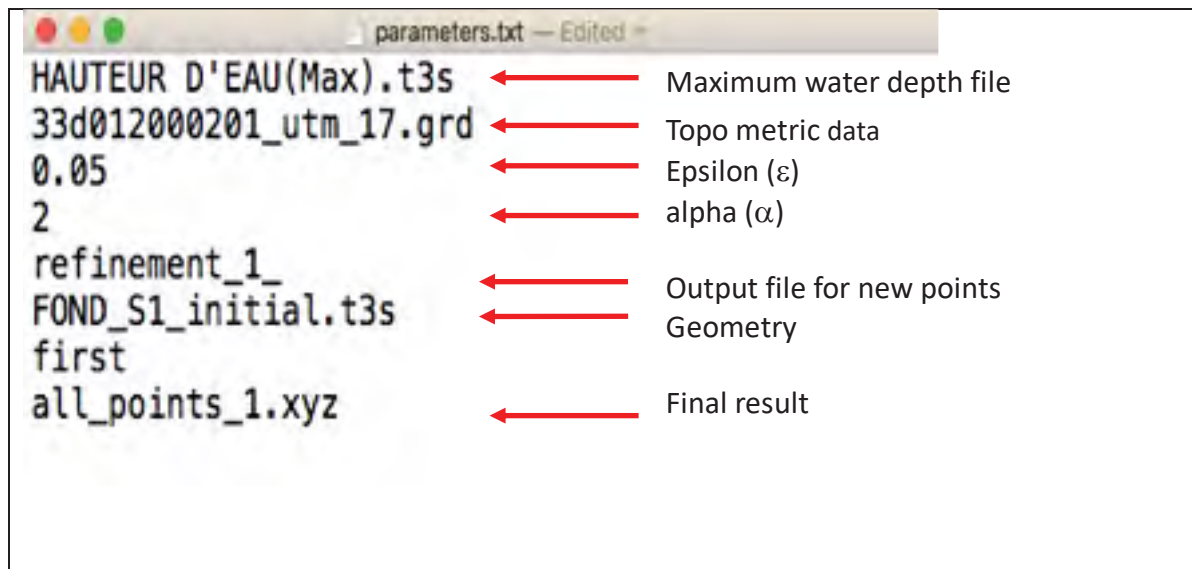 parameters.txt — Edited
HAUTEUR D'EAU(Max).t3s Maximum water depth file
33d012000201_utm_17.grd Topo metric data
0.05 Epsilon (ε)
2 alpha (α)
refinement_1_ Output file for new points
FOND_S1_initial.t3s Geometry
first
all_points_1.xyz Final result